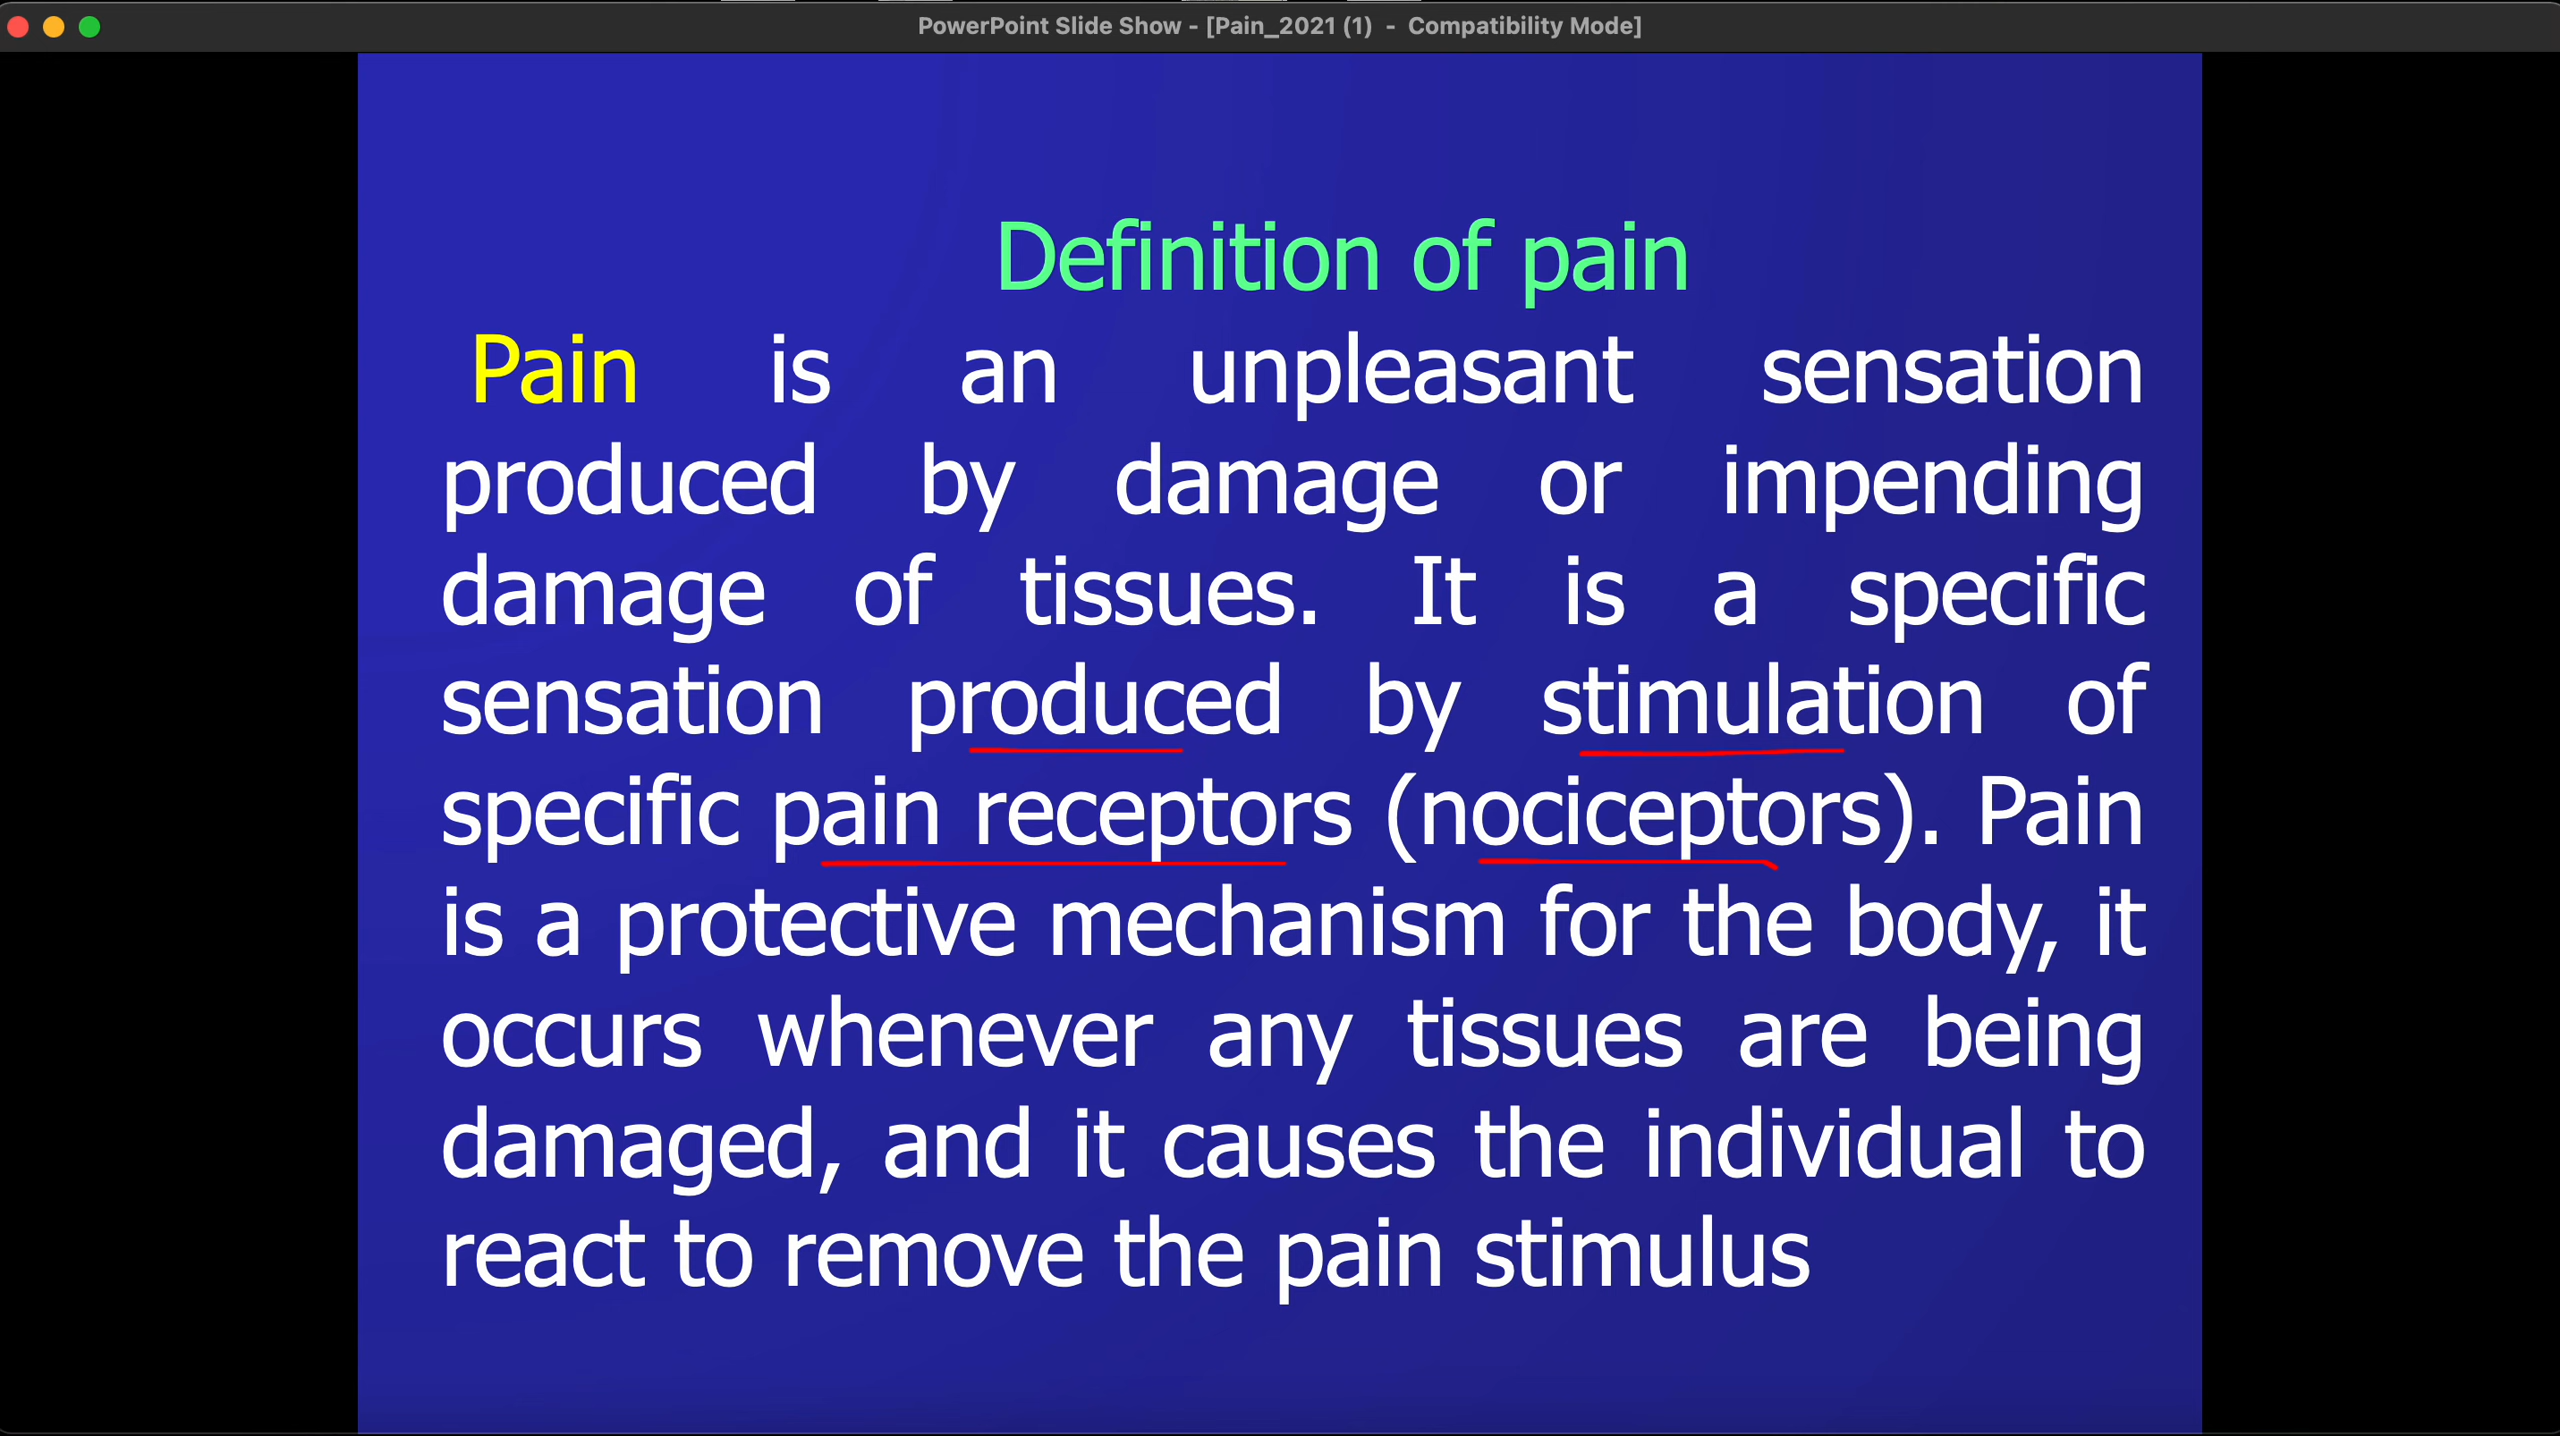 PowerPoint Slide Show - [Pain_2021 (1) - Compatibility Mode]
Definition of pain
Pain is an unpleasant sensation
produced by damage or impending
damage of tissues. It is a specific
sensation produced by stimulation of
specific pain receptors (nociceptors). Pain
is a protective mechanism for the body, it
occurs whenever any tissues are being
damaged, and it causes the individual to
react to remove the pain stimulus